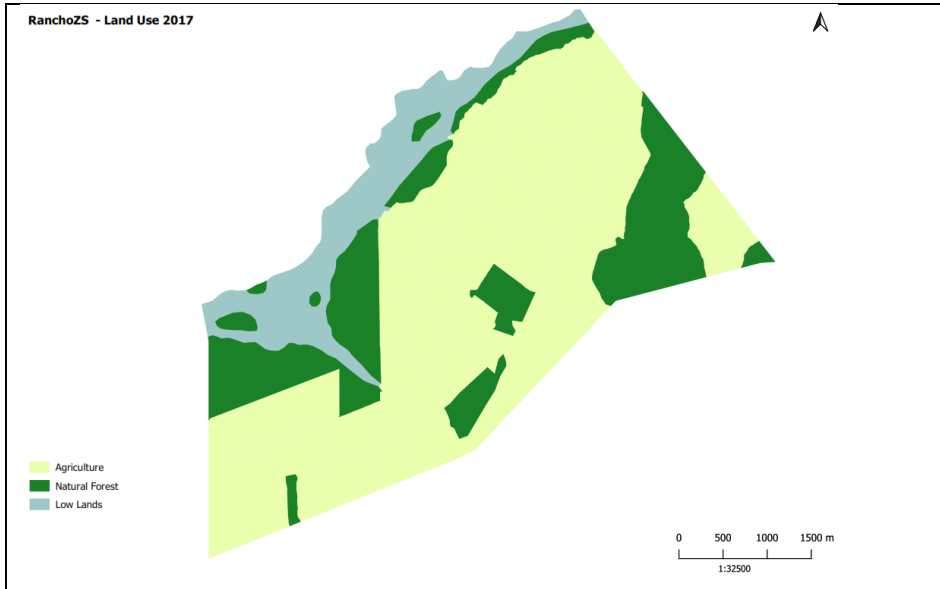 RanchoZS - Land Use 2017
Agriculture
Natural Forest
Low Lands
0 500 1000 1500 m
1:32500